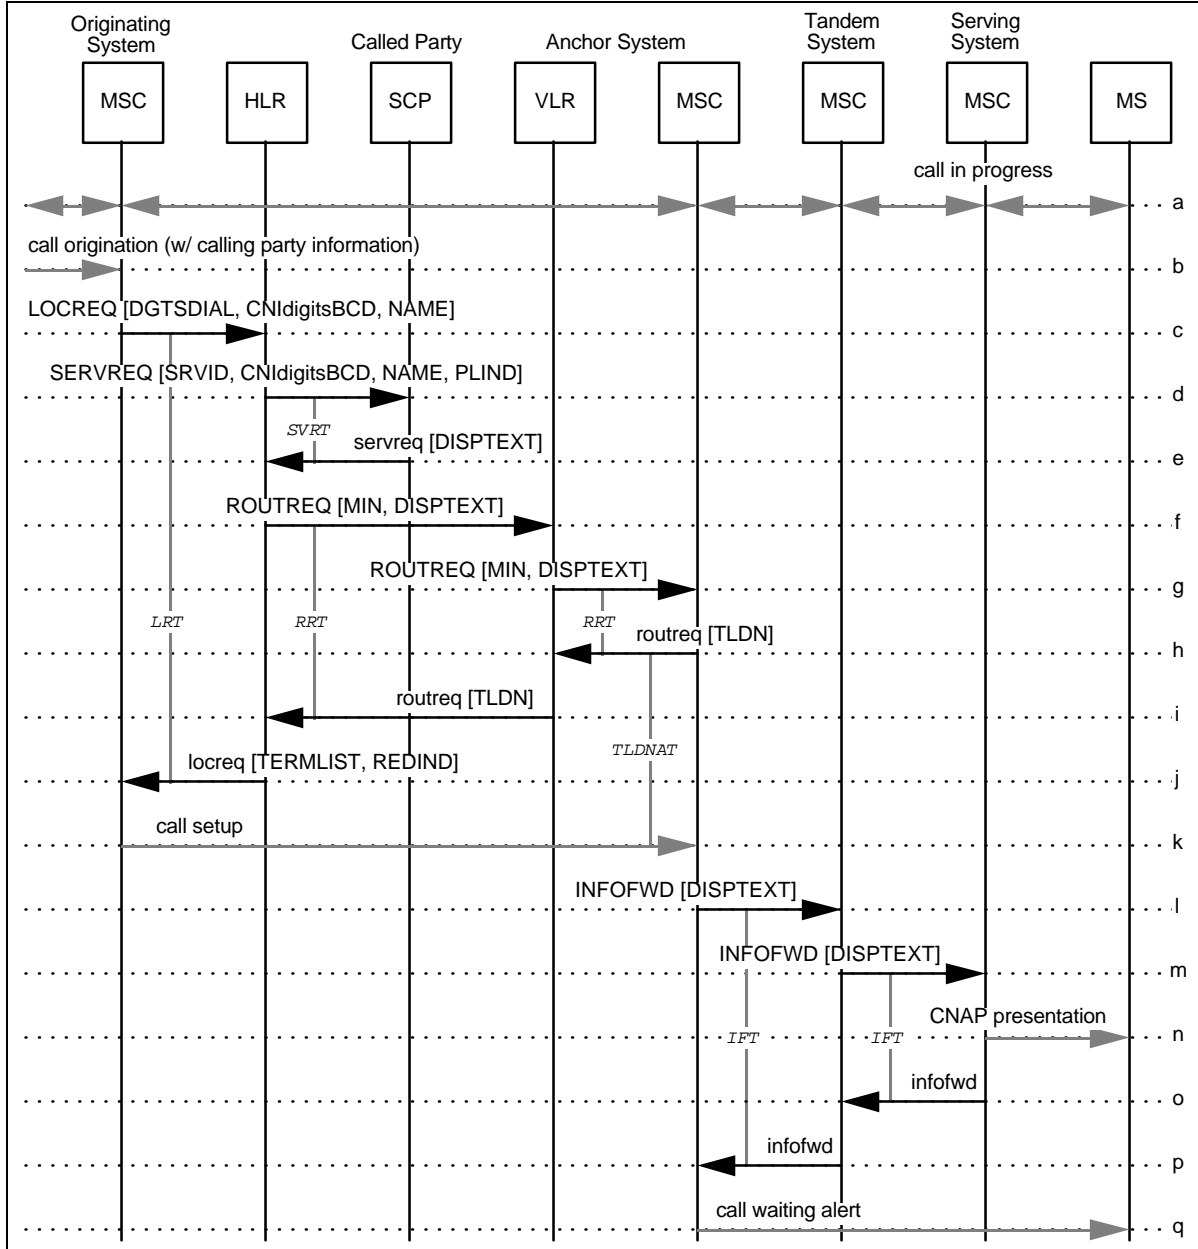 Originating System
Called Party
Anchor System
Tandem System
Serving System
MSC
HLR
SCP
VLR
MSC
MSC
MSC
MS
call in progress
a
call origination (w/ calling party information)
b
LOCREQ [DGTSDIAL, CNIdigitsBCD, NAME]
c
SERVREQ [SRVID, CNIdigitsBCD, NAME, PLIND]
d
SVRT
servreq [DISPTEXT]
e
ROUTREQ [MIN, DISPTEXT]
f
ROUTREQ [MIN, DISPTEXT]
g
LRT
RRT
RRT
routreq [TLDN]
h
routreq [TLDN]
i
TLDNAT
locreq [TERMLIST, REDIND]
j
call setup
k
INFOFWD [DISPTEXT]
l
INFOFWD [DISPTEXT]
m
CNAP presentation
IFT
IFT
n
infofwd
o
infofwd
p
call waiting alert
q